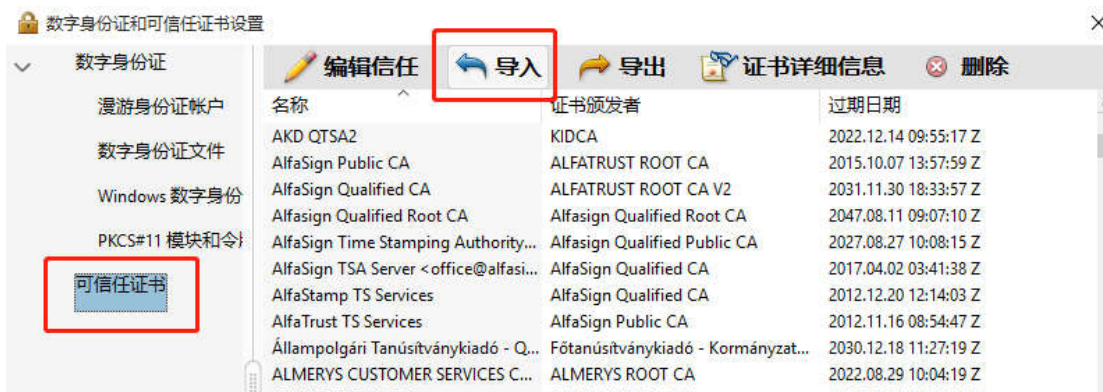 数字身份证和可信任证书设置
数字身份证
漫游身份证帐户
数字身份证文件
Windows 数字身份
PKCS#11 模块和令
可信任证书
编辑信任 导入 导出 证书详细信息 删除
名称 证书颁发者 过期日期
AKD QTSA2 KIDCA 2022.12.14 09:55:17 Z
AlfaSign Public CA ALFATRUST ROOT CA 2015.10.07 13:57:59 Z
AlfaSign Qualified CA ALFATRUST ROOT CA V2 2031.11.30 18:33:57 Z
Alfasign Qualified Root CA Alfasign Qualified Root CA 2047.08.11 09:07:10 Z
AlfaSign Time Stamping Authority... Alfasign Qualified Public CA 2027.08.27 10:08:15 Z
AlfaSign TSA Server <office@alfasi... AlfaSign Qualified CA 2017.04.02 03:41:38 Z
AlfaStamp TS Services AlfaSign Qualified CA 2012.12.20 12:14:03 Z
AlfaTrust TS Services AlfaSign Public CA 2012.11.16 08:54:47 Z
Állampolgári Tanúsítványkiadó - Q... Főtanúsítványkiadó - Kormányzat... 2030.12.18 11:27:19 Z
ALMERYS CUSTOMER SERVICES C... ALMERYS ROOT CA 2022.08.29 10:04:19 Z